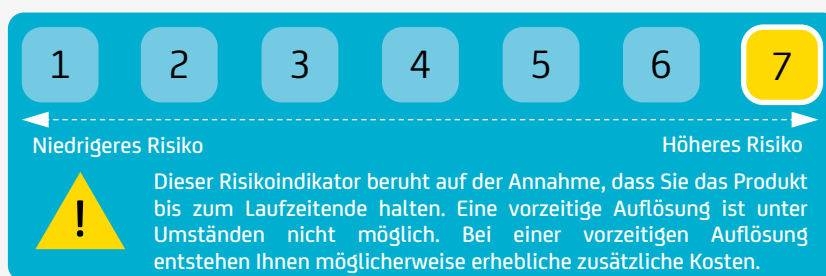 1 2 3 4 5 6 7
Niedrigeres Risiko Höheres Risiko
!
Dieser Risikoindikator beruht auf der Annahme, dass Sie das Produkt
bis zum Laufzeitende halten. Eine vorzeitige Auflösung ist unter
Umständen nicht möglich. Bei einer vorzeitigen Auflösung
entstehen Ihnen möglicherweise erhebliche zusätzliche Kosten.